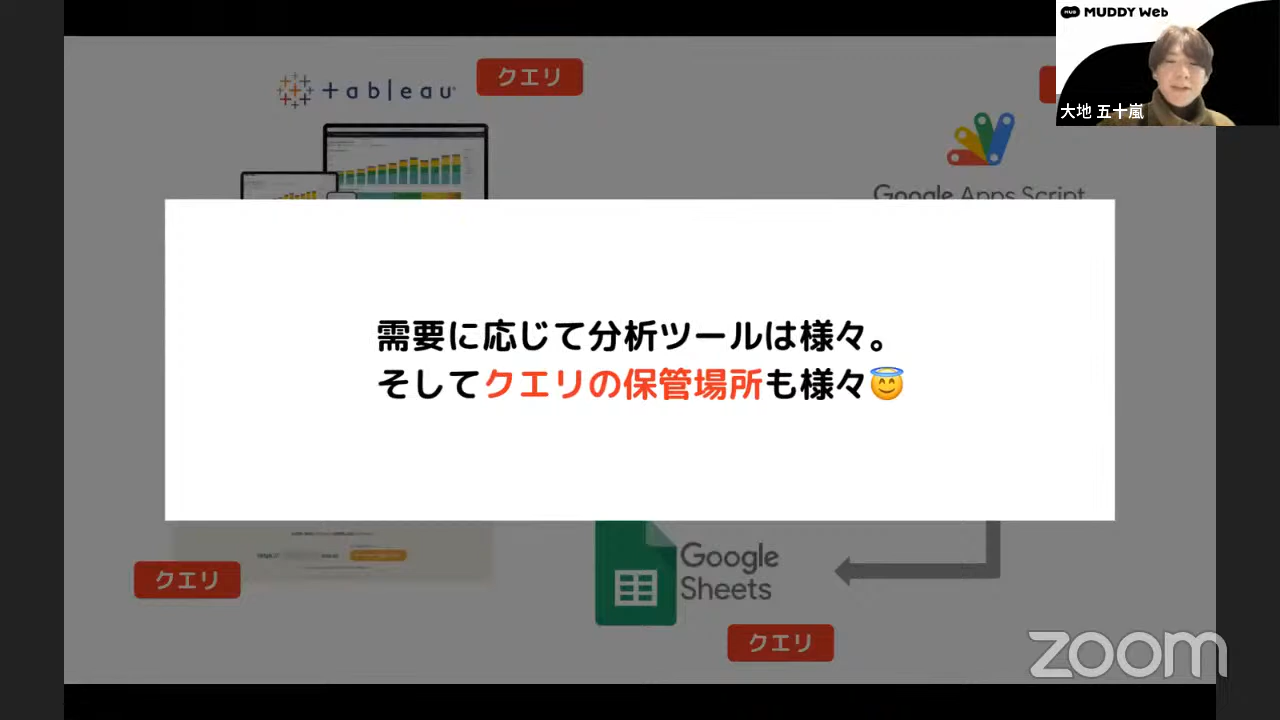 MUDDY Web
大地 五十嵐
+ableau
クエリ
Google Apps Script
需要に応じて分析ツールは様々。
そしてクエリの保管場所も様々😇
クエリ
Google
Sheets
クエリ
zoom